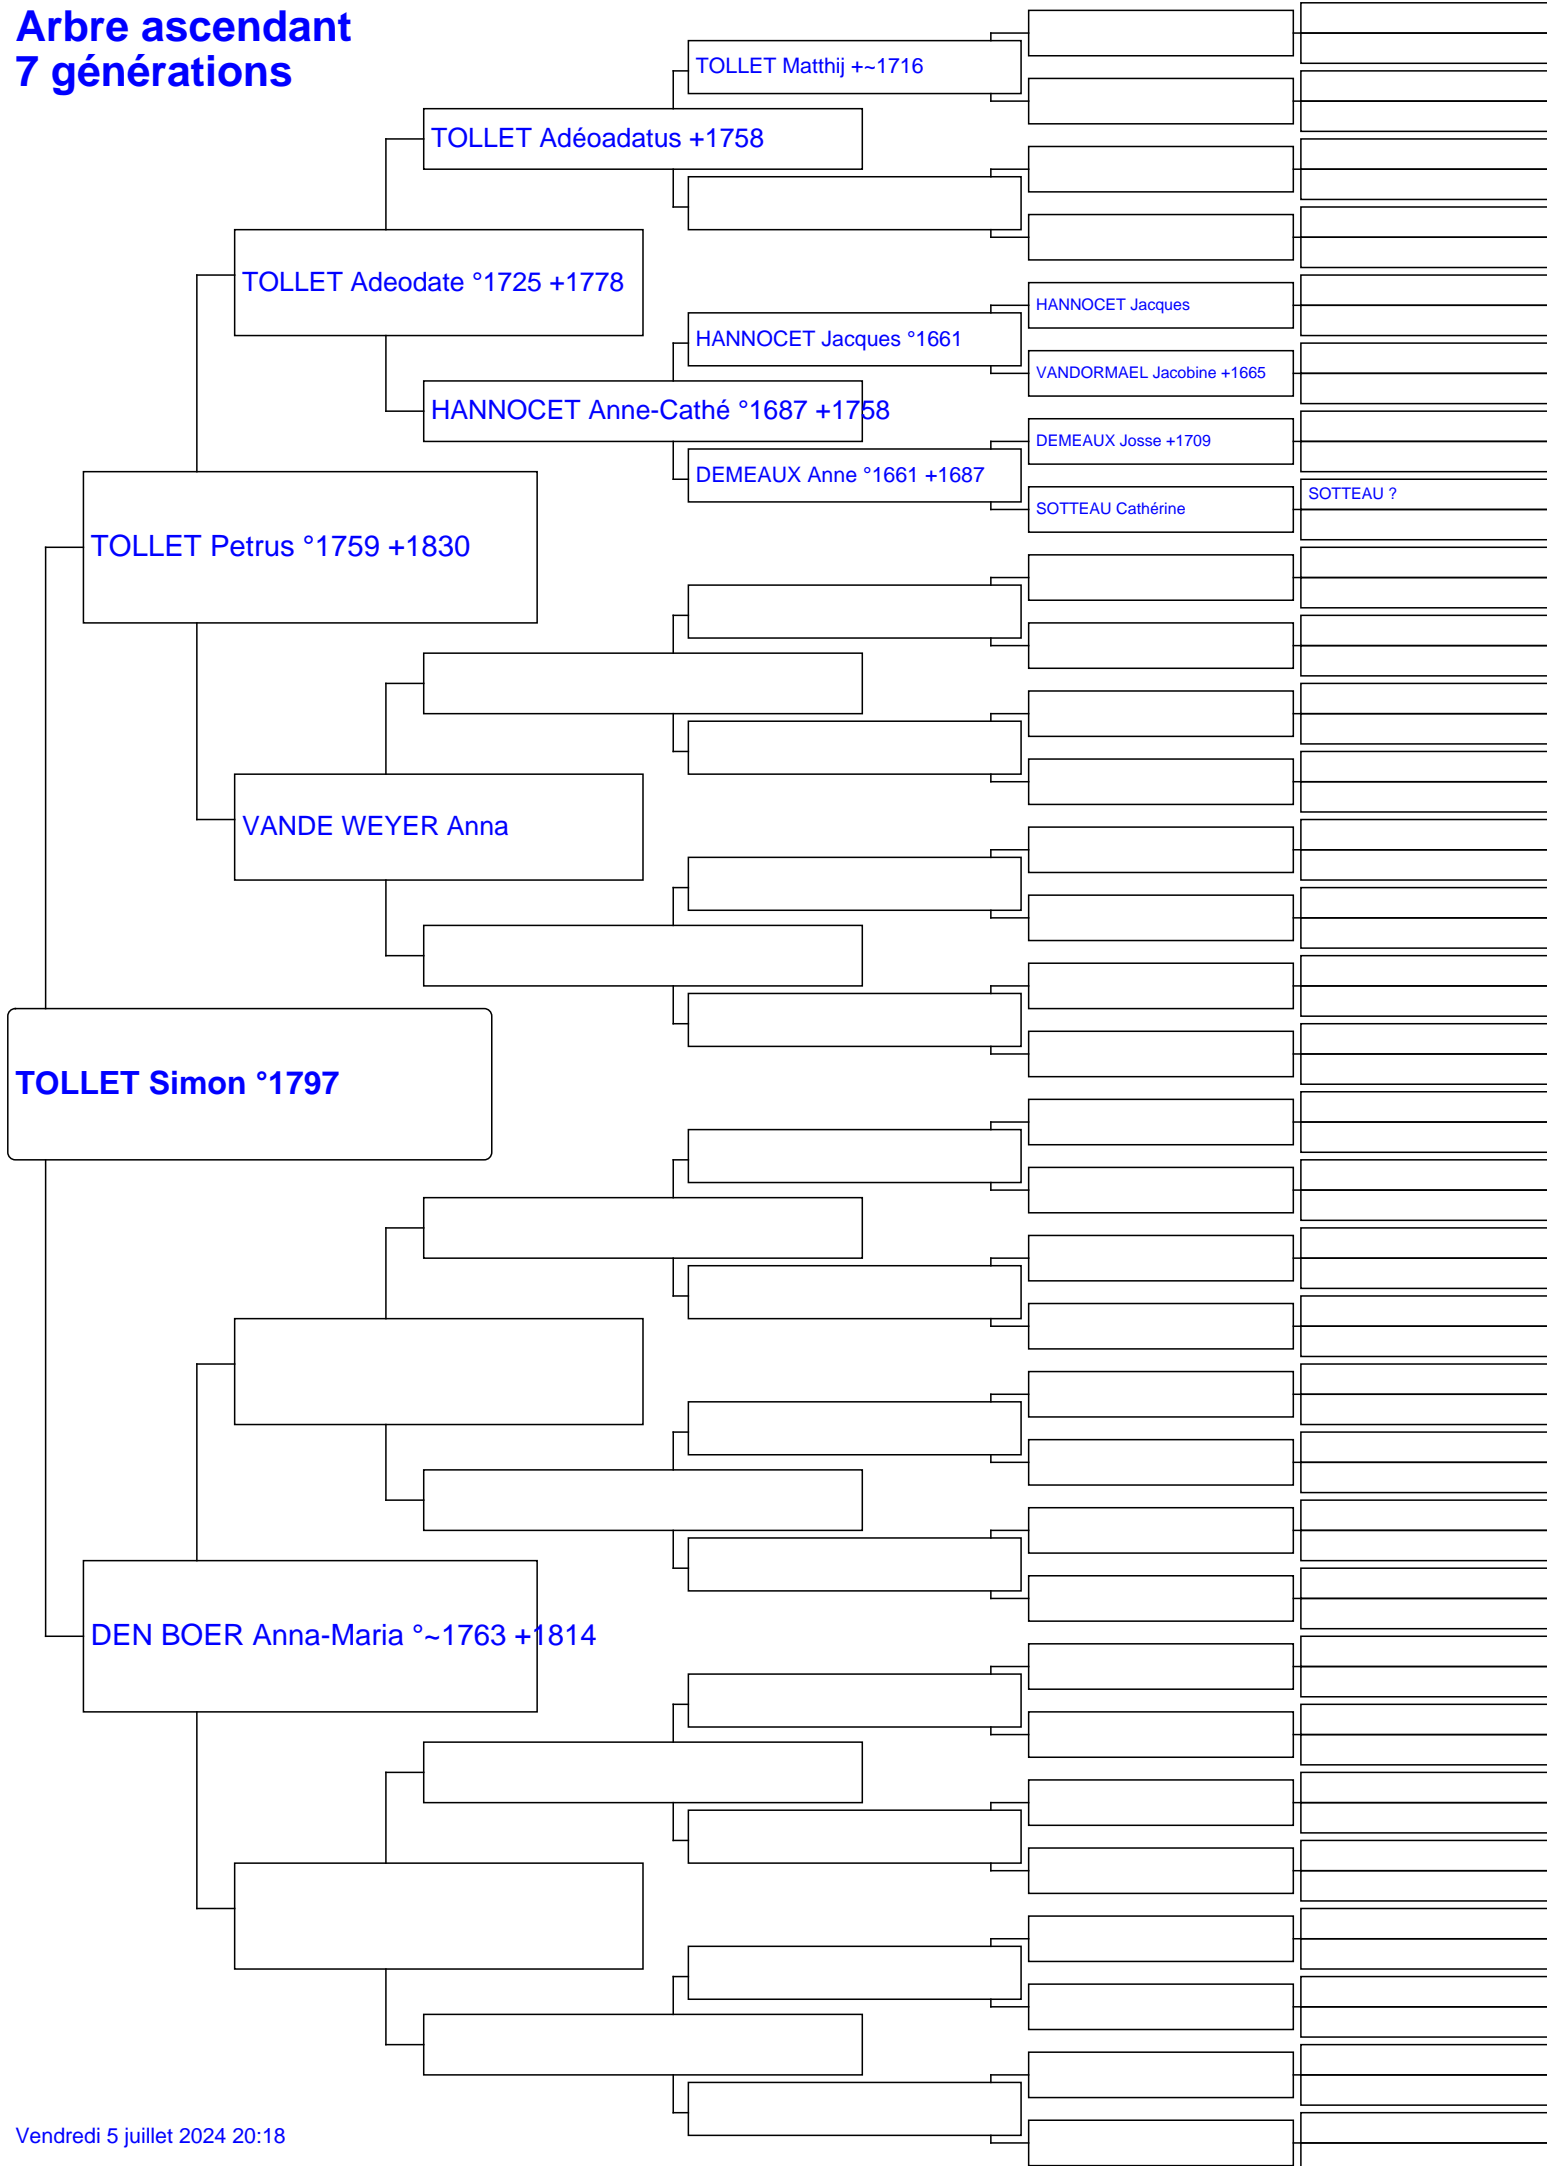 Arbre ascendant
7 générations
TOLLET Matthij +~1716
TOLLET Adéoadatus +1758
TOLLET Adeodate °1725 +1778
HANNOCET Jacques
HANNOCET Jacques °1661
VANDORMAEL Jacobine +1665
HANNOCET Anne-Cathé °1687 +1758
DEMEAUX Josse +1709
DEMEAUX Anne °1661 +1687
SOTTEAU ?
SOTTEAU Cathérine
TOLLET Petrus °1759 +1830
VANDE WEYER Anna
TOLLET Simon °1797
DEN BOER Anna-Maria °~1763 +1814
Vendredi 5 juillet 2024 20:18